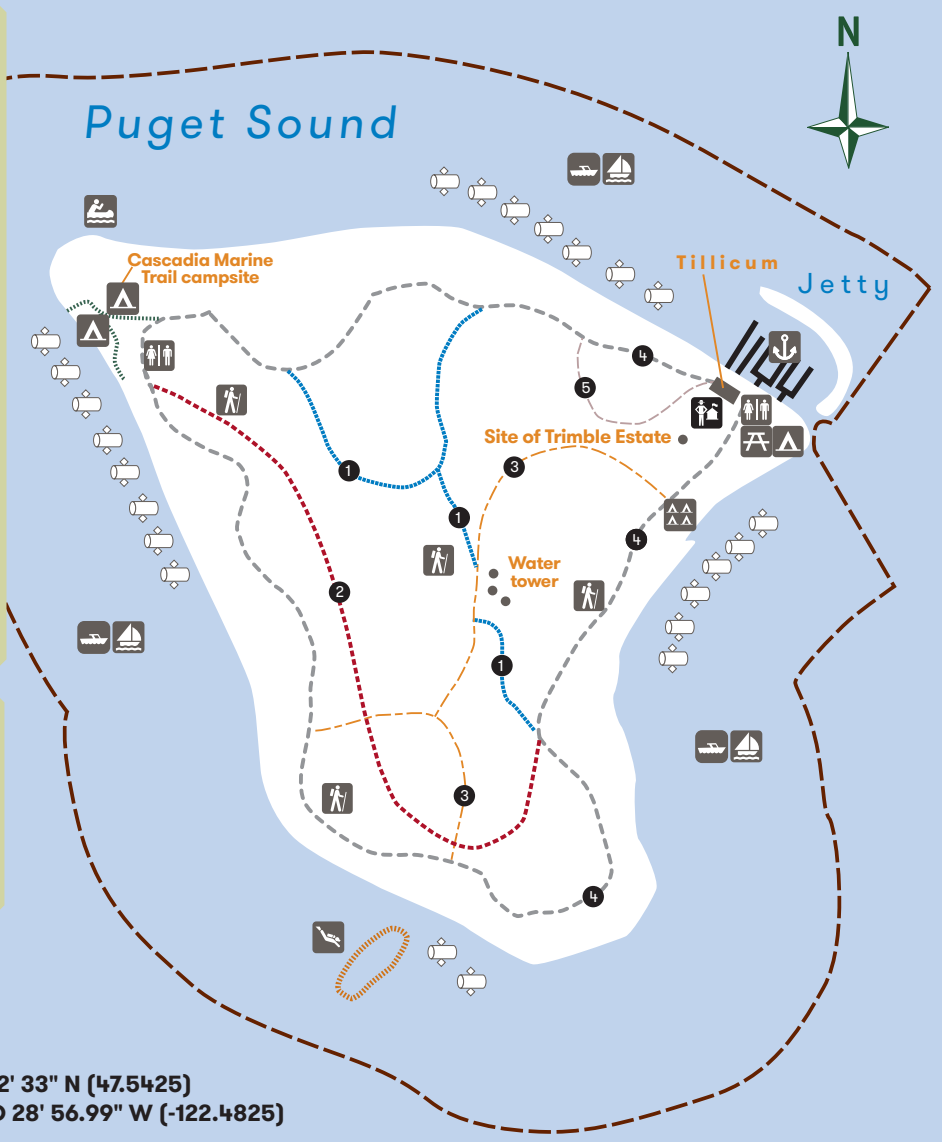 N
Puget Sound
Cascadia Marine
Trail campsite
Tillicum
Jetty
4
5
Site of Trimble Estate
3
1
1
4
Water
tower
2
1
3
4
2' 33" N (47.5425)
28' 56.99" W (-122.4825)